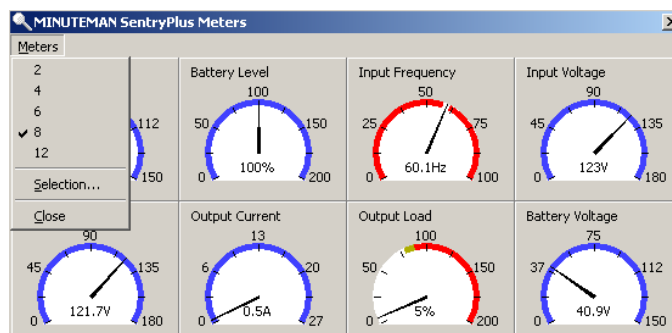 MINUTEMAN SentryPlus Meters
Meters
2
4
6
8
12
Selection...
Close
112
150
Battery Level
100
50
150
0
200
100%
Input Frequency
50
25
75
0
100
60.1Hz
Input Voltage
90
45
135
0
180
123V
90
45
135
0
180
121.7V
Output Current
13
6
20
0
27
0.5A
Output Load
100
50
150
0
200
5%
Battery Voltage
75
37
112
0
150
40.9V